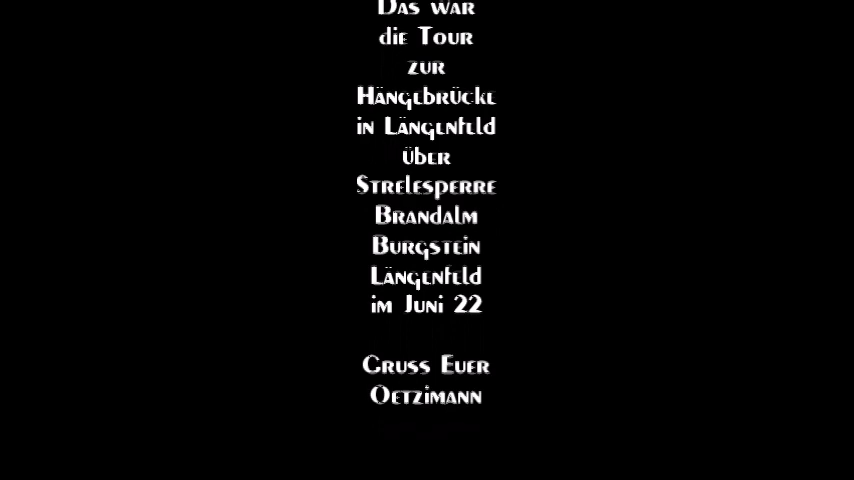 Das war
die Tour
zur
Hängebrücke
in Längenfeld
über
Strelesperre
Brandalm
Burgstein
Längenfeld
im Juni 22
Gruss Euer
Oetzimann